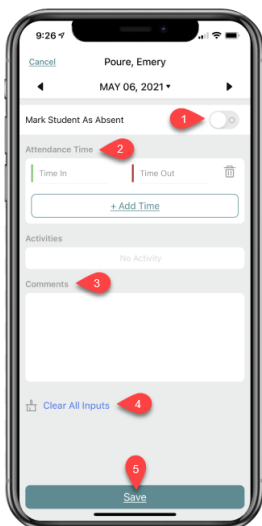 9:26
Cancel Poure, Emery
MAY 06, 2021
Mark Student As Absent 1
Attendance Time 2
Time In Time Out
+ Add Time
Activities
No Activity
Comments 3
Clear All Inputs 4
5
Save